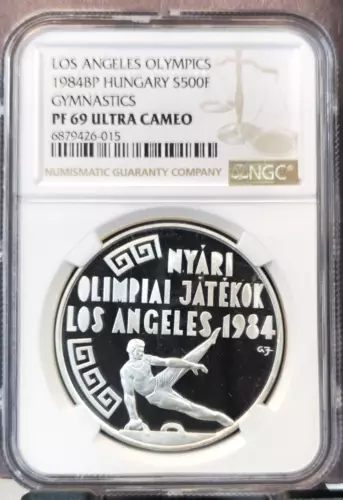 LOS ANGELES OLYMPICS
1984BP HUNGARY S500F
GYMNASTICS
PF 69 ULTRA CAMEO
6879426-015
NUMISMATIC GUARANTY COMPANY
NGC®
NYÁRI
OLIMPIAI JÁTÉKOK
LOS ANGELES 1984
GF